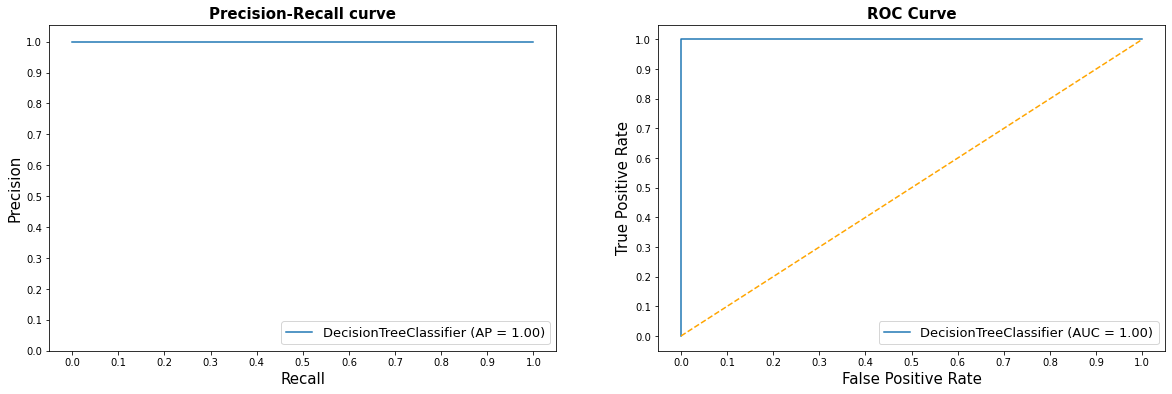 Precision-Recall curve
Precision
1.0
0.9
0.8
0.7
0.6
0.5
0.4
0.3
0.2
0.1
0.0
DecisionTreeClassifier (AP = 1.00)
0.0 0.1 0.2 0.3 0.4 0.5 0.6 0.7 0.8 0.9 1.0
Recall
ROC Curve
True Positive Rate
1.0
0.9
0.8
0.7
0.6
0.5
0.4
0.3
0.2
0.1
0.0
DecisionTreeClassifier (AUC = 1.00)
0.0 0.1 0.2 0.3 0.4 0.5 0.6 0.7 0.8 0.9 1.0
False Positive Rate